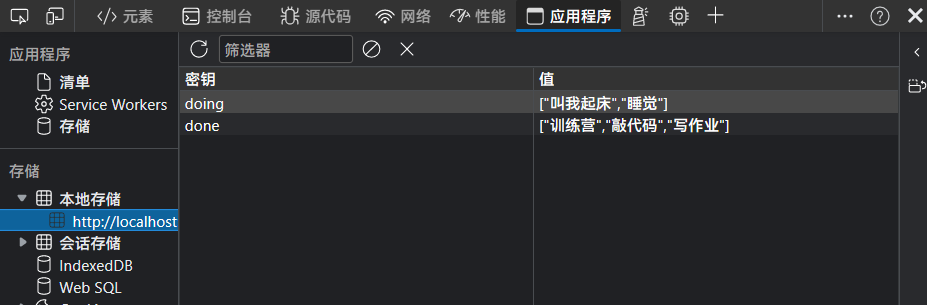 元素 控制台 源代码 网络 性能 应用程序
应用程序
清单
Service Workers
存储
存储
本地存储
http://localhost
会话存储
IndexedDB
Web SQL
筛选器
密钥 值
doing ["叫我起床","睡觉"]
done ["训练营","敲代码","写作业"]